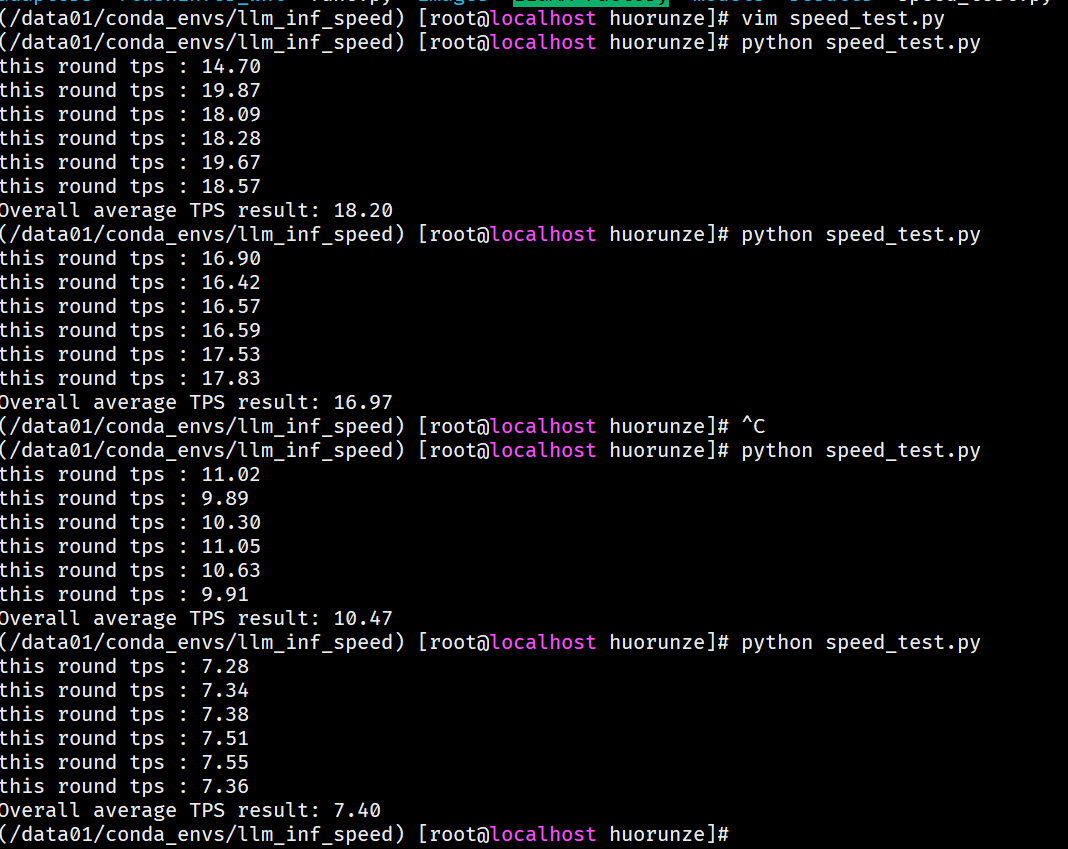 speed_test.py
(/data01/conda_envs/llm_inf_speed) [root@localhost huorunze]# vim speed_test.py
(/data01/conda_envs/llm_inf_speed) [root@localhost huorunze]# python speed_test.py
this round tps : 14.70
this round tps : 19.87
this round tps : 18.09
this round tps : 18.28
this round tps : 19.67
this round tps : 18.57
Overall average TPS result: 18.20
(/data01/conda_envs/llm_inf_speed) [root@localhost huorunze]# python speed_test.py
this round tps : 16.90
this round tps : 16.42
this round tps : 16.57
this round tps : 16.59
this round tps : 17.53
this round tps : 17.83
Overall average TPS result: 16.97
(/data01/conda_envs/llm_inf_speed) [root@localhost huorunze]# ^C
(/data01/conda_envs/llm_inf_speed) [root@localhost huorunze]# python speed_test.py
this round tps : 11.02
this round tps : 9.89
this round tps : 10.30
this round tps : 11.05
this round tps : 10.63
this round tps : 9.91
Overall average TPS result: 10.47
(/data01/conda_envs/llm_inf_speed) [root@localhost huorunze]# python speed_test.py
this round tps : 7.28
this round tps : 7.34
this round tps : 7.38
this round tps : 7.51
this round tps : 7.55
this round tps : 7.36
Overall average TPS result: 7.40
(/data01/conda_envs/llm_inf_speed) [root@localhost huorunze]#